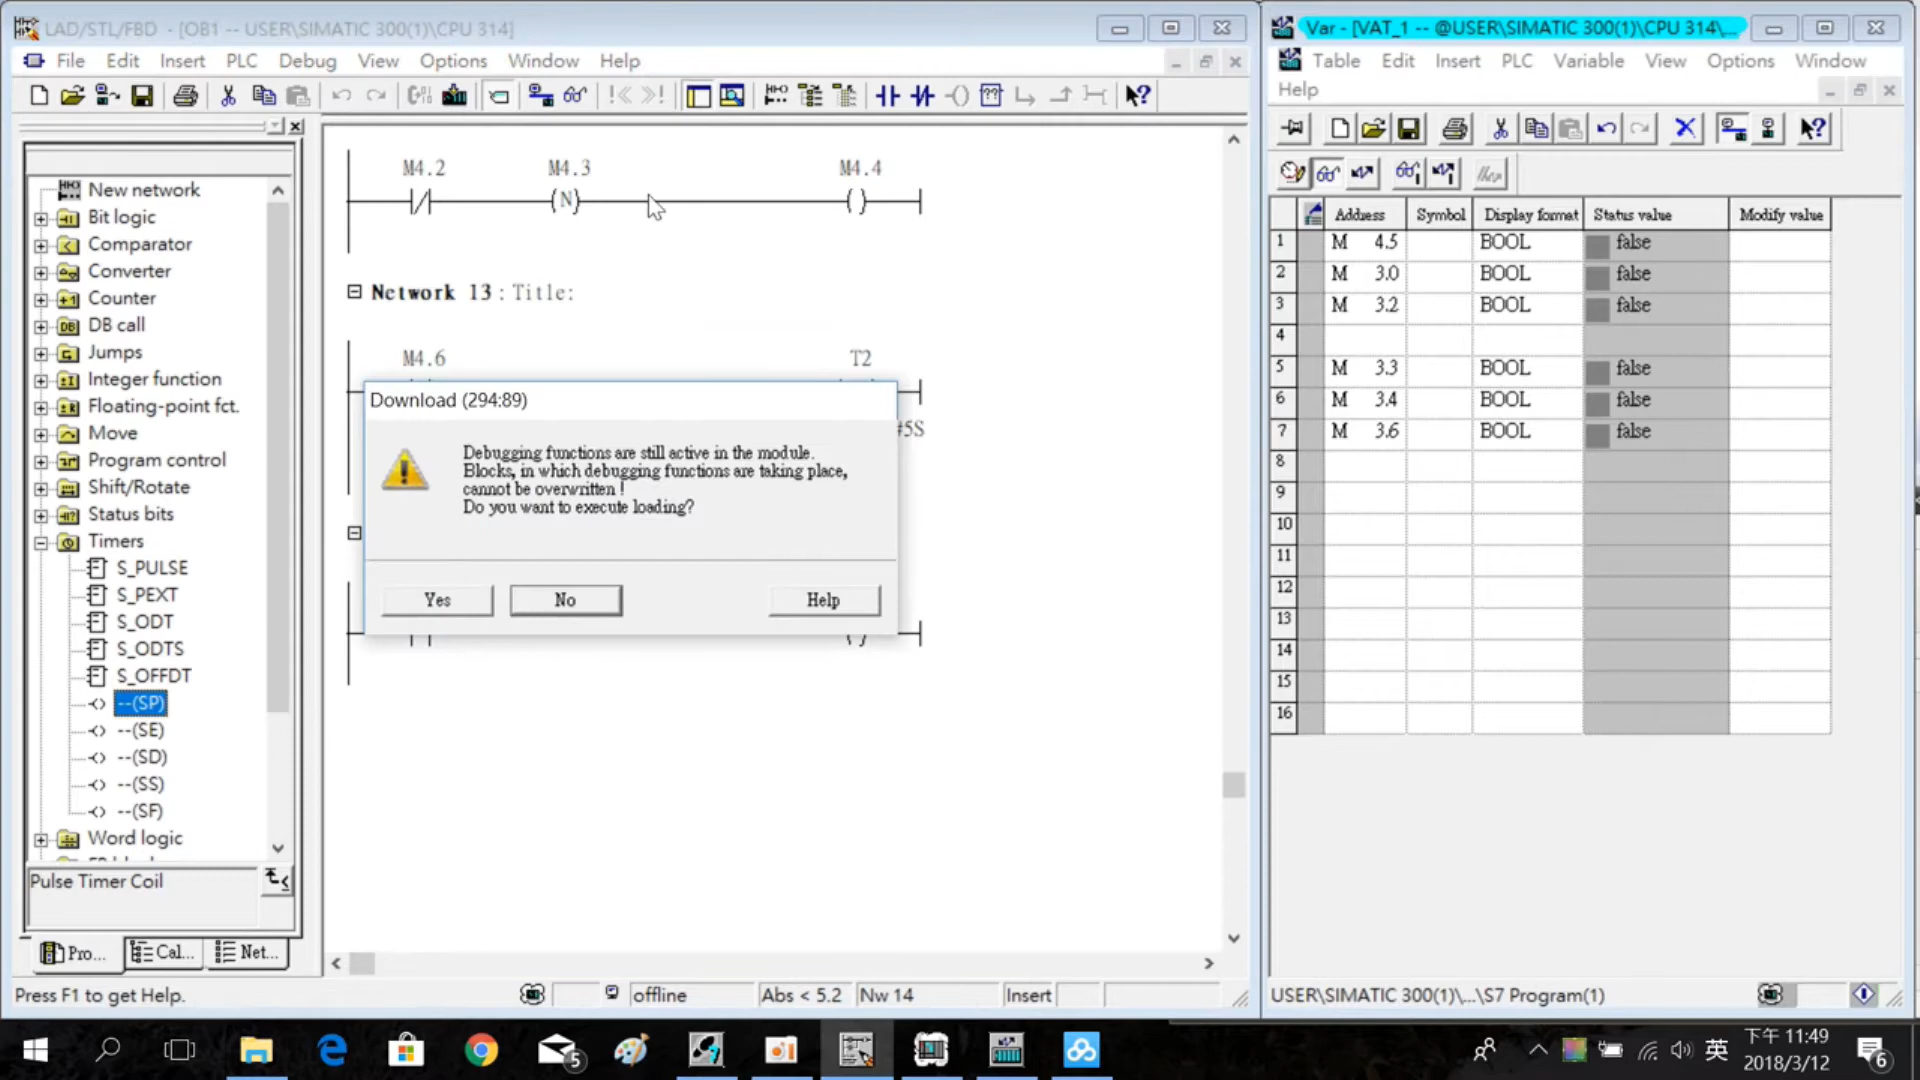 LAD/STL/FBD - [OB1 -- USER\SIMATIC 300(1)\CPU 314]
File Edit Insert PLC Debug View Options Window Help
New network
Bit logic
Comparator
Converter
Counter
DB call
Jumps
Integer function
Floating-point fct.
Move
Program control
Shift/Rotate
Status bits
Timers
S_PULSE
S_PEXT
S_ODT
S_ODTS
S_OFFDT
--(SP)
--(SE)
--(SD)
--(SS)
--(SF)
Word logic
Pulse Timer Coil
Pro... Cal... Net...
M4.2 M4.3 M4.4
(N) ( )
Network 13 : Title:
M4.6 T2
#5S
Download (294:89)
Debugging functions are still active in the module.
Blocks, in which debugging functions are taking place,
cannot be overwritten !
Do you want to execute loading?
Yes No Help
Press F1 to get Help. offline Abs < 5.2 Nw 14 Insert
Var - [VAT_1 -- @USER\SIMATIC 300(1)\CPU 314\...
Table Edit Insert PLC Variable View Options Window
Help
Address Symbol Display format Status value Modify value
1 M 4.5 BOOL false
2 M 3.0 BOOL false
3 M 3.2 BOOL false
4
5 M 3.3 BOOL false
6 M 3.4 BOOL false
7 M 3.6 BOOL false
8
9
10
11
12
13
14
15
16
USER\SIMATIC 300(1)\...\S7 Program(1)
5
英
下午 11:49
2018/3/12
6